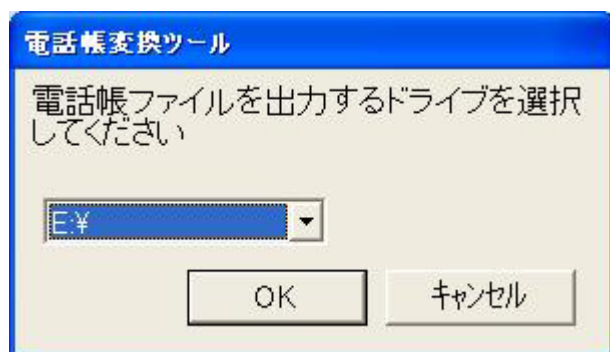 電話帳変換ツール
電話帳ファイルを出力するドライブを選択
してください
E:¥
OK
キャンセル